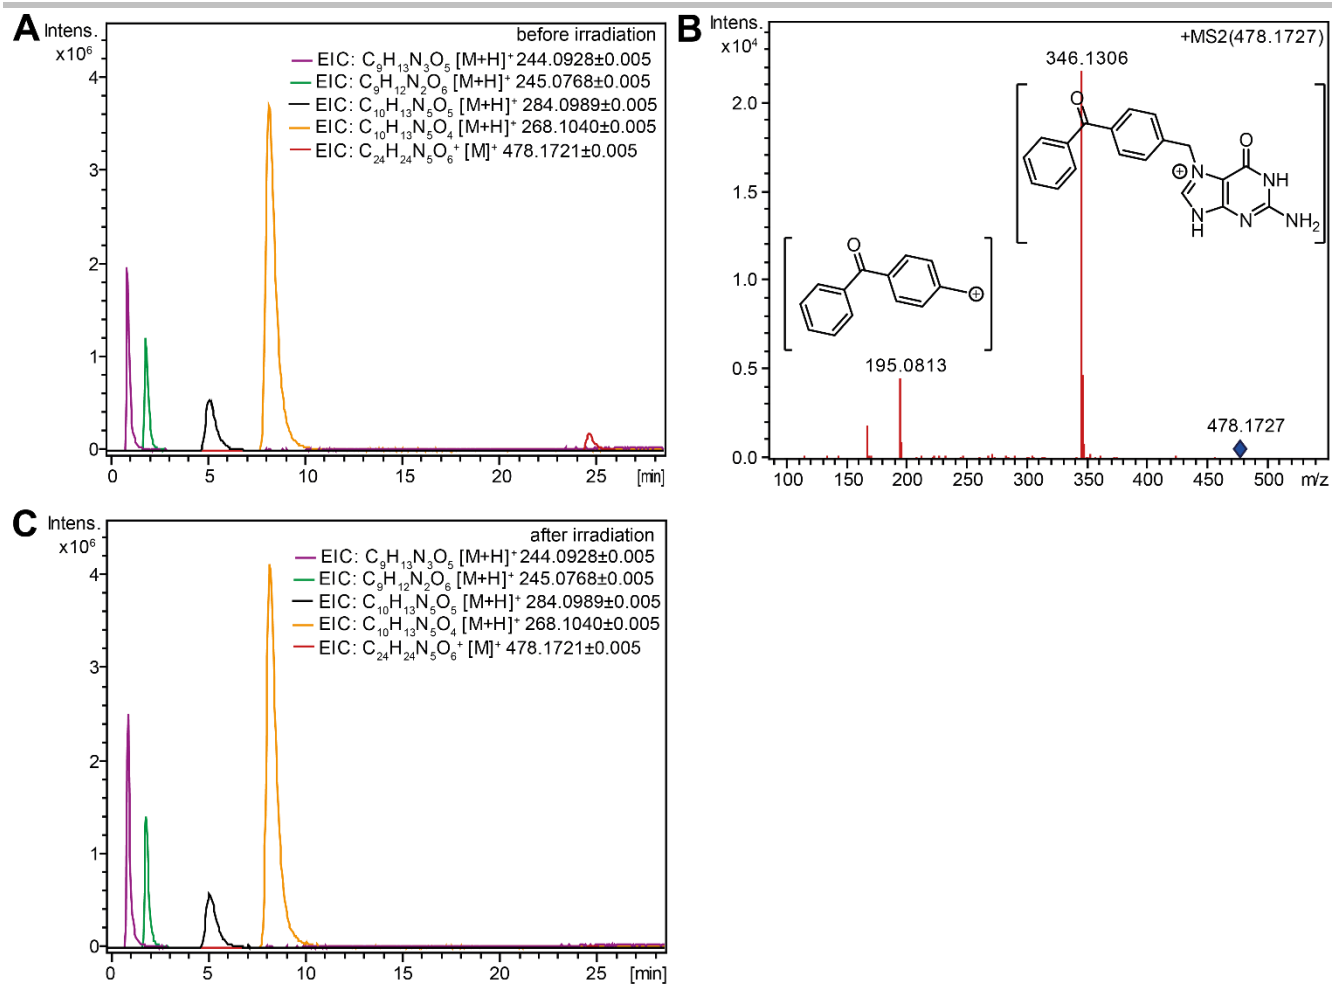 A
Intens.
x10⁶
before irradiation
EIC: C₉H₁₃N₃O₅ [M+H]⁺ 244.0928±0.005
EIC: C₉H₁₂N₂O₆ [M+H]⁺ 245.0768±0.005
EIC: C₁₀H₁₃N₅O₅ [M+H]⁺ 284.0989±0.005
EIC: C₁₀H₁₃N₅O₄ [M+H]⁺ 268.1040±0.005
EIC: C₂₄H₂₄N₅O₆⁺ [M]⁺ 478.1721±0.005
4
3
2
1
0
0 5 10 15 20 25 [min]
B
Intens.
x10⁴
+MS2(478.1727)
346.1306
2.0
1.5
1.0
0.5
0.0
O
N
O
NH
N
H
N
NH₂
O
195.0813
478.1727
100 150 200 250 300 350 400 450 500 m/z
C
Intens.
x10⁶
after irradiation
EIC: C₉H₁₃N₃O₅ [M+H]⁺ 244.0928±0.005
EIC: C₉H₁₂N₂O₆ [M+H]⁺ 245.0768±0.005
EIC: C₁₀H₁₃N₅O₅ [M+H]⁺ 284.0989±0.005
EIC: C₁₀H₁₃N₅O₄ [M+H]⁺ 268.1040±0.005
EIC: C₂₄H₂₄N₅O₆⁺ [M]⁺ 478.1721±0.005
4
3
2
1
0
0 5 10 15 20 25 [min]